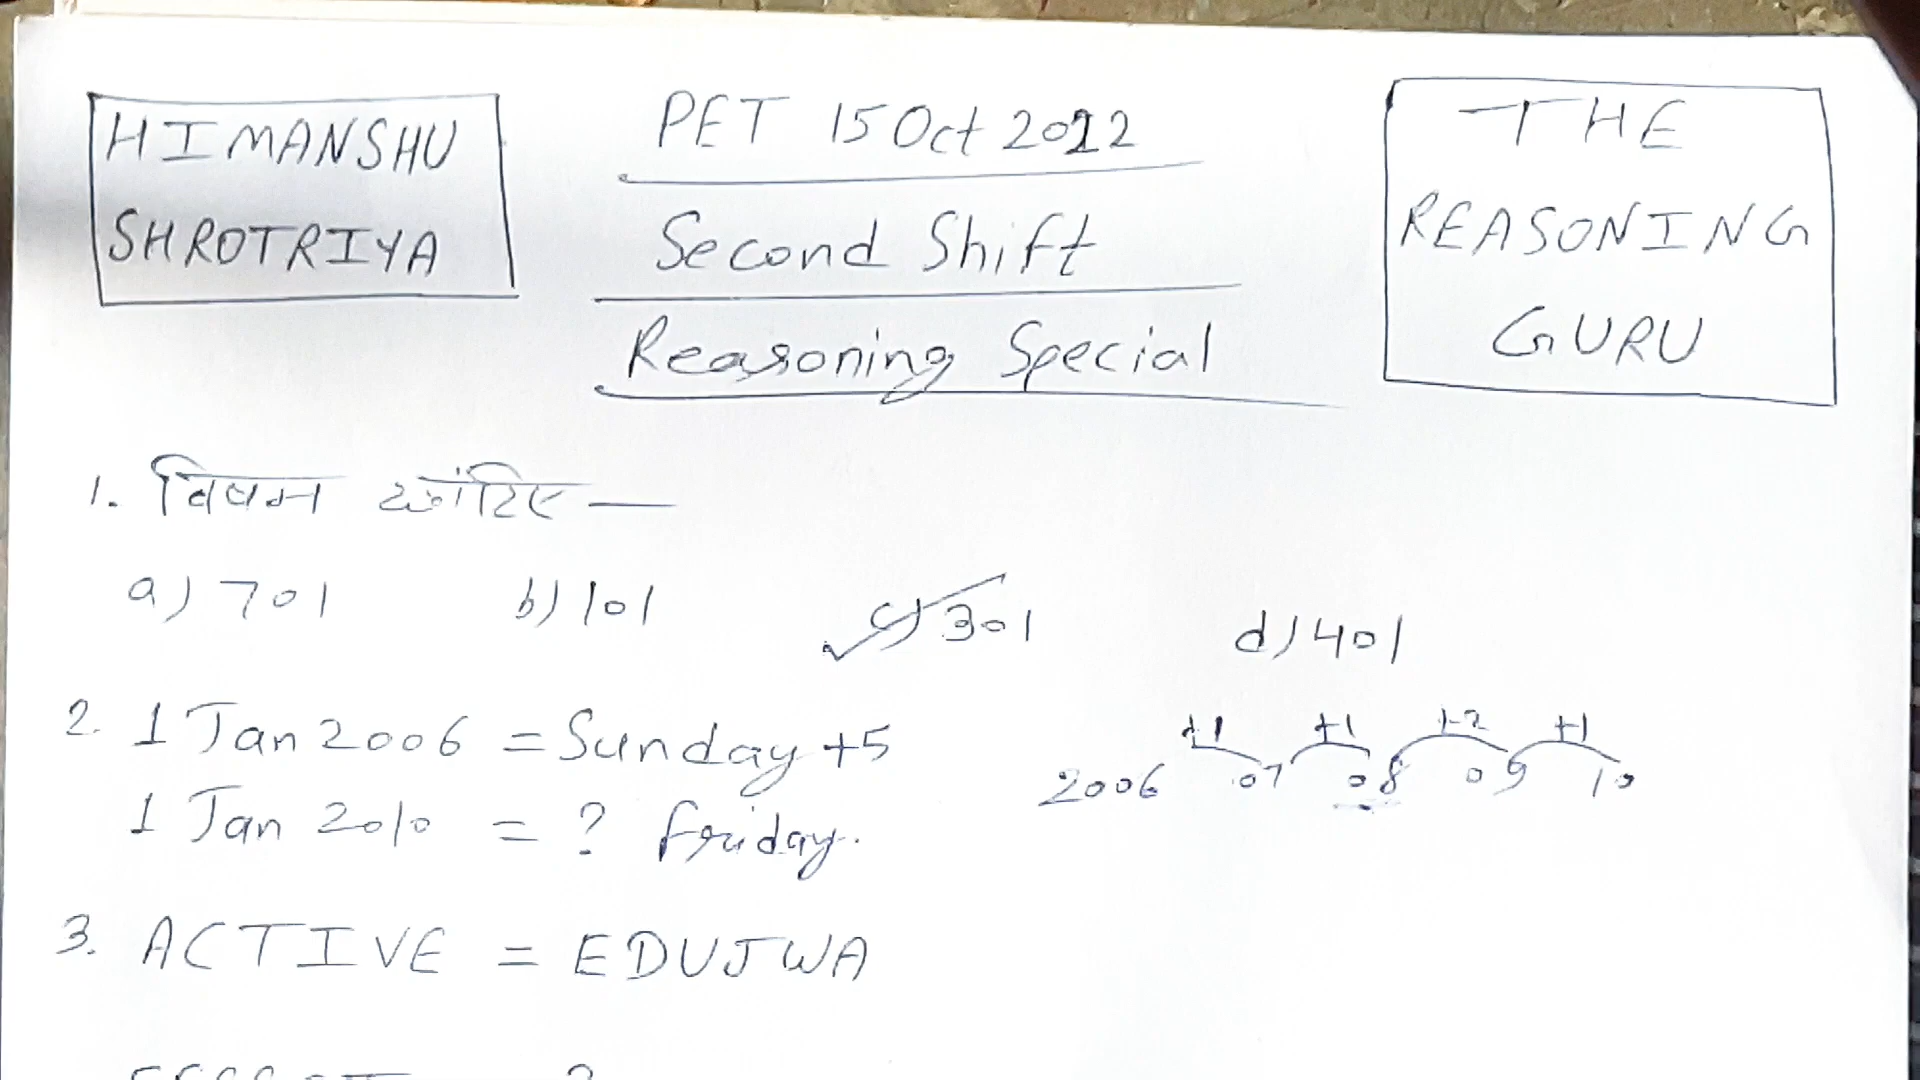 HIMANSHU
SHROTRIYA
PET 15 Oct 2022
Second Shift
Reasoning Special
THE
REASONING
GURU
1. विषम छांटिए —
a) 701 b) 101 c) 301 d) 401
2. 1 Jan 2006 = Sunday +5
1 Jan 2010 = ? friday.
+1 +1 +2 +1
2006 07 08 09 10
3. ACTIVE = EDUJWA